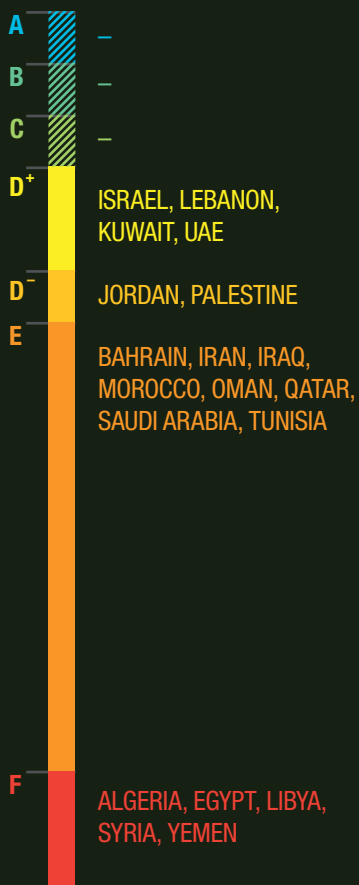 A
–
B
–
C
–
D+
ISRAEL, LEBANON,
KUWAIT, UAE
D–
JORDAN, PALESTINE
E
BAHRAIN, IRAN, IRAQ,
MOROCCO, OMAN, QATAR,
SAUDI ARABIA, TUNISIA
F
ALGERIA, EGYPT, LIBYA,
SYRIA, YEMEN